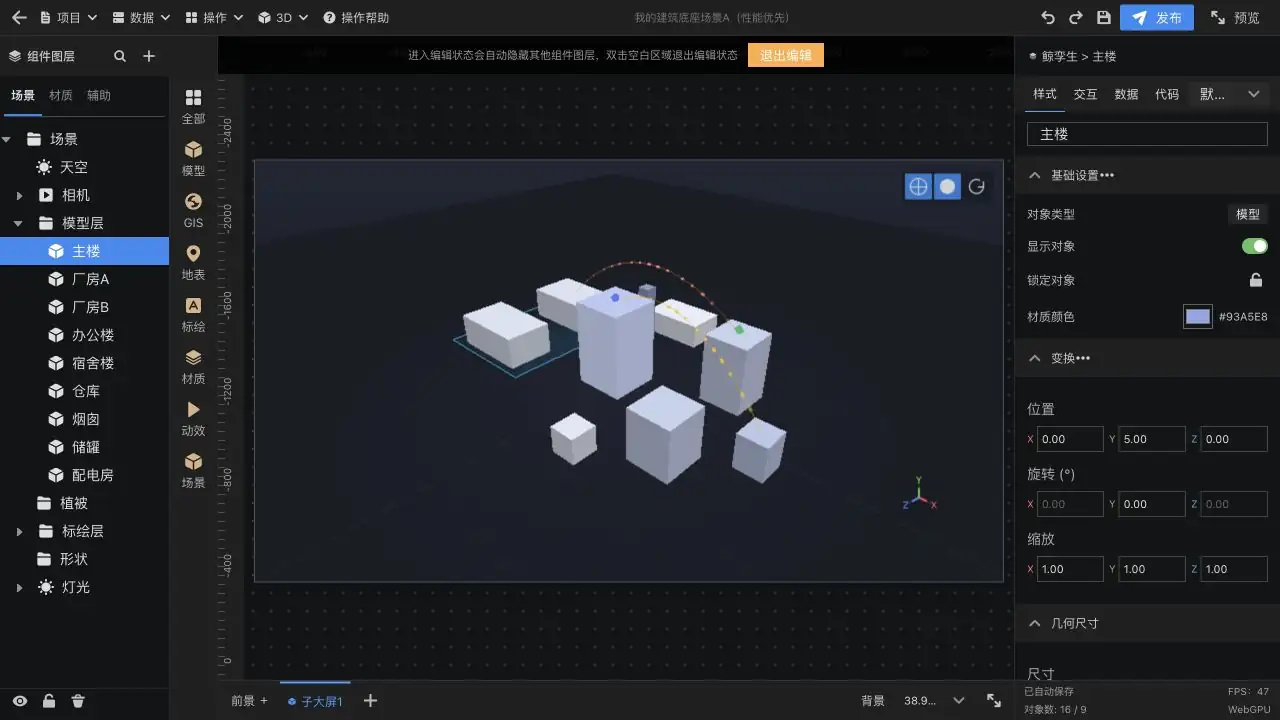 项目 数据 操作 3D 操作帮助
我的建筑底座场景A（性能优先）
发布 预览
组件图层
进入编辑状态会自动隐藏其他组件图层，双击空白区域退出编辑状态 退出编辑
数字孪生 > 主楼
场景 材质 辅助
样式 交互 数据 代码 默...
全部
模型
GIS
地表
标绘
材质
动效
场景
场景
天空
相机
模型层
主楼
厂房A
厂房B
办公楼
宿舍楼
仓库
烟囱
储罐
配电房
植被
标绘层
形状
灯光
-2400
-2000
-1600
-1200
-800
-400
0
Y
Z X
主楼
基础设置
对象类型 模型
显示对象
锁定对象
材质颜色 #93A5E8
变换
位置
X 0.00 5.00 Z 0.00
旋转 (°)
X 0.00 Y 0.00 Z 0.00
缩放
X 1.00 Y 1.00 Z 1.00
尺寸
前景 + 子大屏1
背景 38.9...
已自动保存 FPS: 47
对象数: 16 / 9 WebGPU